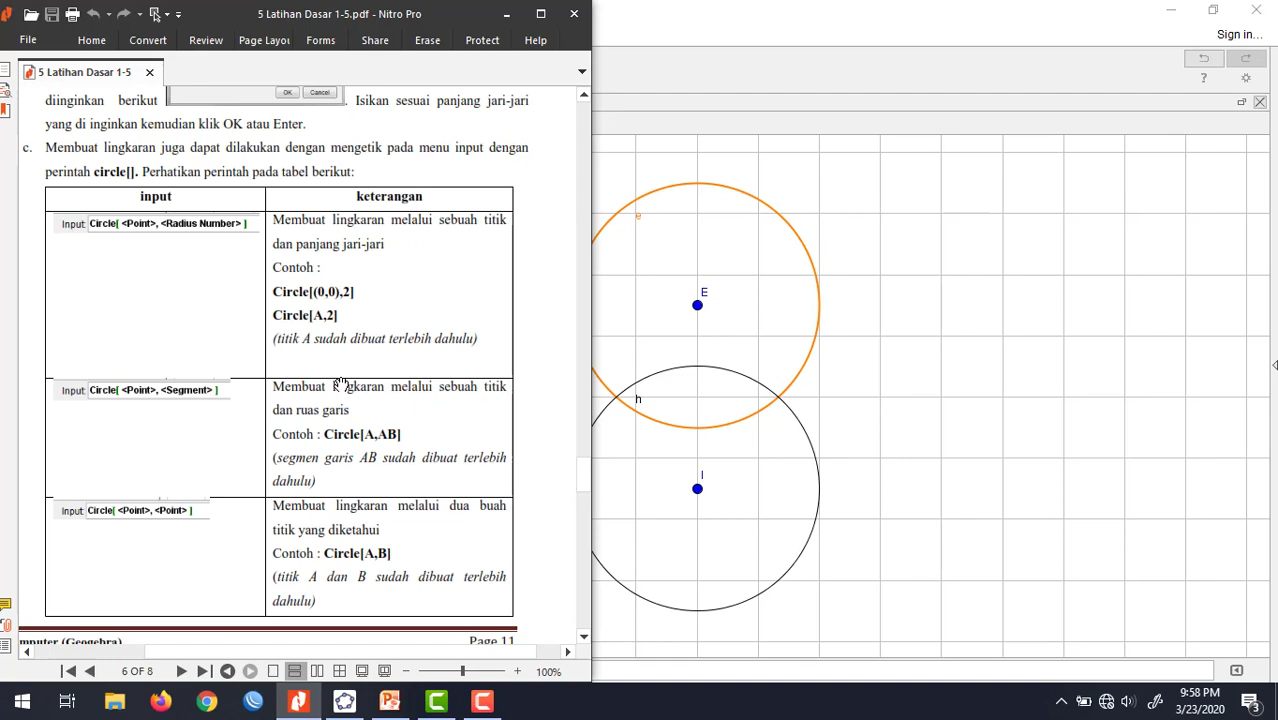 5 Latihan Dasar 1-5.pdf - Nitro Pro
File Home Convert Review Page Layou Forms Share Erase Protect Help
Sign in...
5 Latihan Dasar 1-5
OK Cancel
diinginkan berikut . Isikan sesuai panjang jari-jari
yang di inginkan kemudian klik OK atau Enter.
c. Membuat lingkaran juga dapat dilakukan dengan mengetik pada menu input dengan
perintah circle[]. Perhatikan perintah pada tabel berikut:
input keterangan
Input Circle[ <Point>, <Radius Number> ]
Membuat lingkaran melalui sebuah titik
dan panjang jari-jari
Contoh :
Circle[(0,0),2]
Circle[A,2]
(titik A sudah dibuat terlebih dahulu)
Input Circle[ <Point>, <Segment> ]
Membuat lingkaran melalui sebuah titik
dan ruas garis
Contoh : Circle[A,AB]
(segmen garis AB sudah dibuat terlebih
dahulu)
Input Circle[ <Point>, <Point> ]
Membuat lingkaran melalui dua buah
titik yang diketahui
Contoh : Circle[A,B]
(titik A dan B sudah dibuat terlebih
dahulu)
mputer (Geogebra) Page 11
6 OF 8
100%
e
E
h
I
9:58 PM
3/23/2020
3